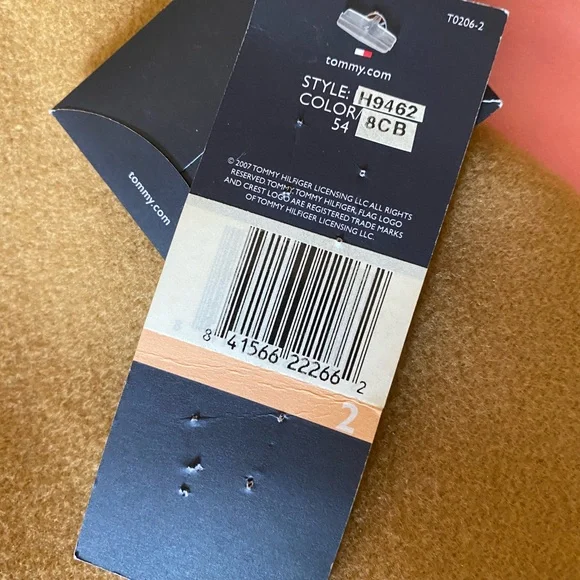 T0206-2
tommy.com
STYLE: H9462
COLOR/ 8CB
54
© 2007 TOMMY HILFIGER LICENSING LLC ALL RIGHTS
RESERVED TOMMY, TOMMY HILFIGER, FLAG LOGO
AND CREST LOGO ARE REGISTERED TRADE MARKS
OF TOMMY HILFIGER LICENSING LLC.
8 41566 22266 2
2
tommy.com